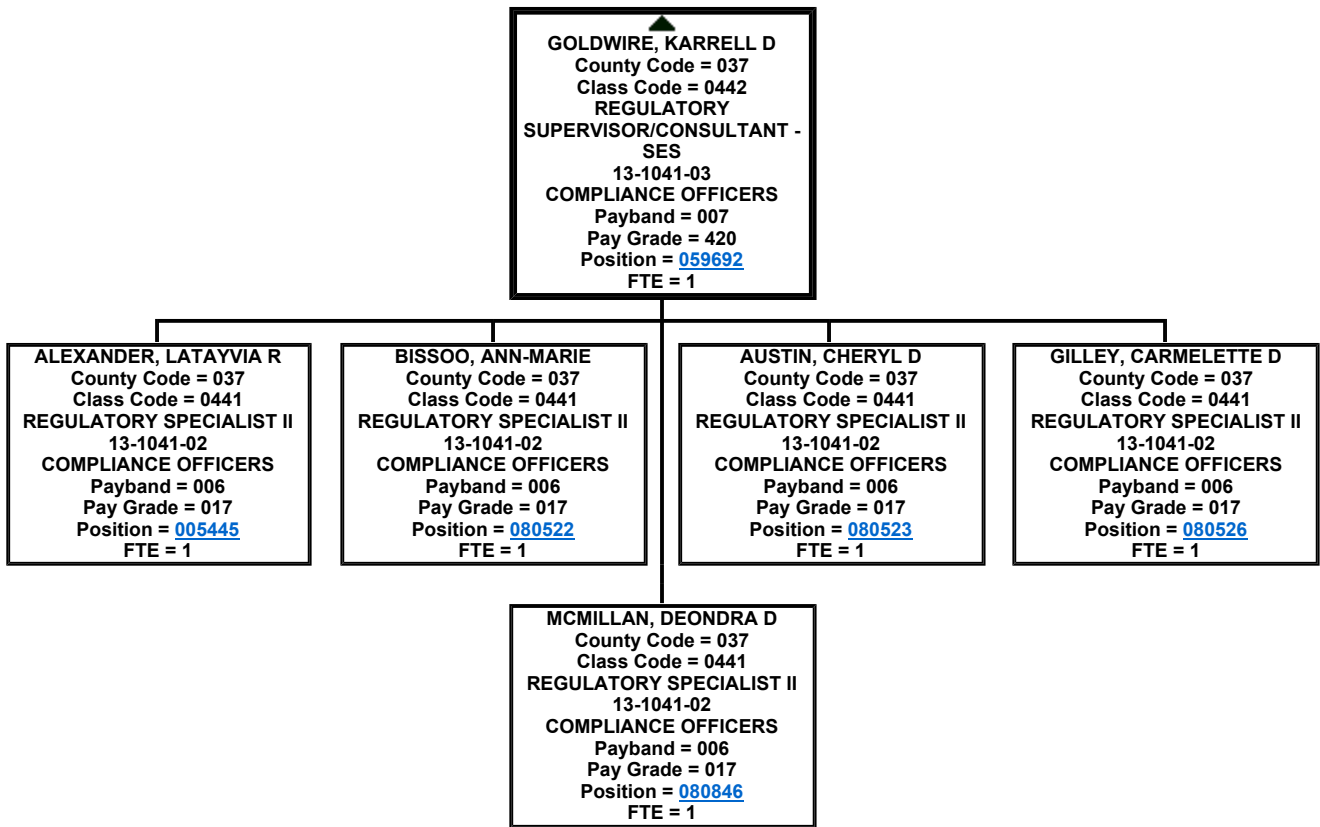 GOLDWIRE, KARRELL D
County Code = 037
Class Code = 0442
REGULATORY
SUPERVISOR/CONSULTANT -
SES
13-1041-03
COMPLIANCE OFFICERS
Payband = 007
Pay Grade = 420
Position = 059692
FTE = 1
ALEXANDER, LATAYVIA R
County Code = 037
Class Code = 0441
REGULATORY SPECIALIST II
13-1041-02
COMPLIANCE OFFICERS
Payband = 006
Pay Grade = 017
Position = 005445
FTE = 1
BISSOO, ANN-MARIE
County Code = 037
Class Code = 0441
REGULATORY SPECIALIST II
13-1041-02
COMPLIANCE OFFICERS
Payband = 006
Pay Grade = 017
Position = 080522
FTE = 1
AUSTIN, CHERYL D
County Code = 037
Class Code = 0441
REGULATORY SPECIALIST II
13-1041-02
COMPLIANCE OFFICERS
Payband = 006
Pay Grade = 017
Position = 080523
FTE = 1
GILLEY, CARMELETTE D
County Code = 037
Class Code = 0441
REGULATORY SPECIALIST II
13-1041-02
COMPLIANCE OFFICERS
Payband = 006
Pay Grade = 017
Position = 080526
FTE = 1
MCMILLAN, DEONDRA D
County Code = 037
Class Code = 0441
REGULATORY SPECIALIST II
13-1041-02
COMPLIANCE OFFICERS
Payband = 006
Pay Grade = 017
Position = 080846
FTE = 1